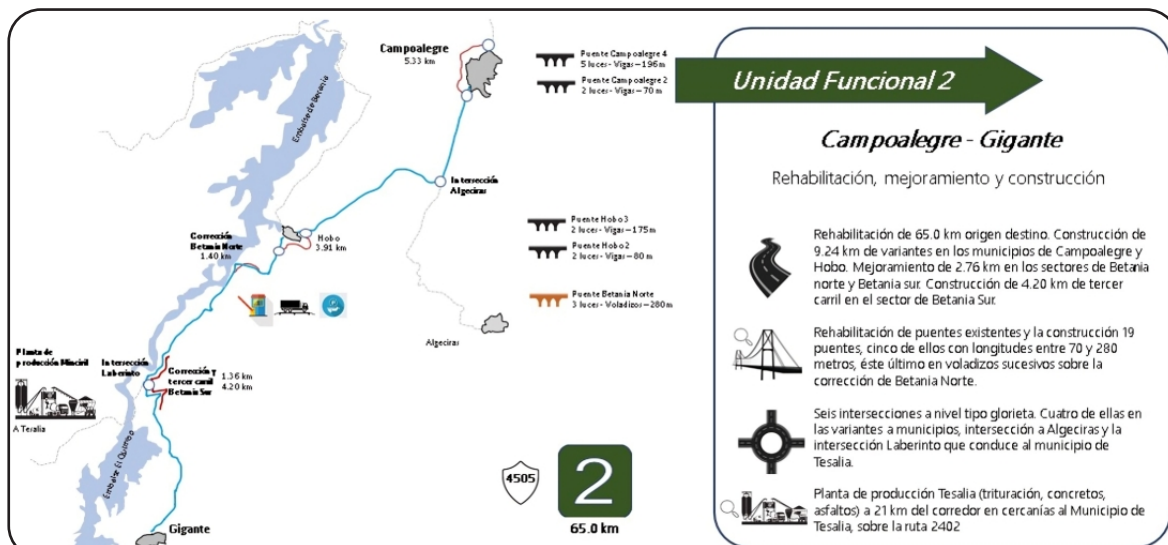 Campoalegre
5.33 km
Embalse de Betania
Puente Campoalegre 4
5 luces - Vigas – 196 m
Puente Campoalegre 2
2 luces - Vigas – 70 m
Intersección
Algeciras
Corrección
Betania Norte
1.40 km
Hobo
3.91 km
Puente Hobo 3
2 luces - Vigas – 175 m
Puente Hobo 2
2 luces - Vigas – 80 m
Puente Betania Norte
3 luces - Voladizos – 280 m
Algeciras
Planta de
producción Minciril
A Tesalia
Intersección
Laberinto
Corrección y
tercer carril
Betania Sur
1.36 km
4.20 km
Embalse El Quimbo
Gigante
4505
2
65.0 km
Unidad Funcional 2
Campoalegre - Gigante
Rehabilitación, mejoramiento y construcción
Rehabilitación de 65.0 km origen destino. Construcción de
9.24 km de variantes en los municipios de Campoalegre y
Hobo. Mejoramiento de 2.76 km en los sectores de Betania
norte y Betania sur. Construcción de 4.20 km de tercer
carril en el sector de Betania Sur.
Rehabilitación de puentes existentes y la construcción 19
puentes, cinco de ellos con longitudes entre 70 y 280
metros, éste último en voladizos sucesivos sobre la
corrección de Betania Norte.
Seis intersecciones a nivel tipo glorieta. Cuatro de ellas en
las variantes a municipios, intersección a Algeciras y la
intersección Laberinto que conduce al municipio de
Tesalia.
Planta de producción Tesalia (trituración, concretos,
asfaltos) a 21 km del corredor en cercanías al Municipio de
Tesalia, sobre la ruta 2402